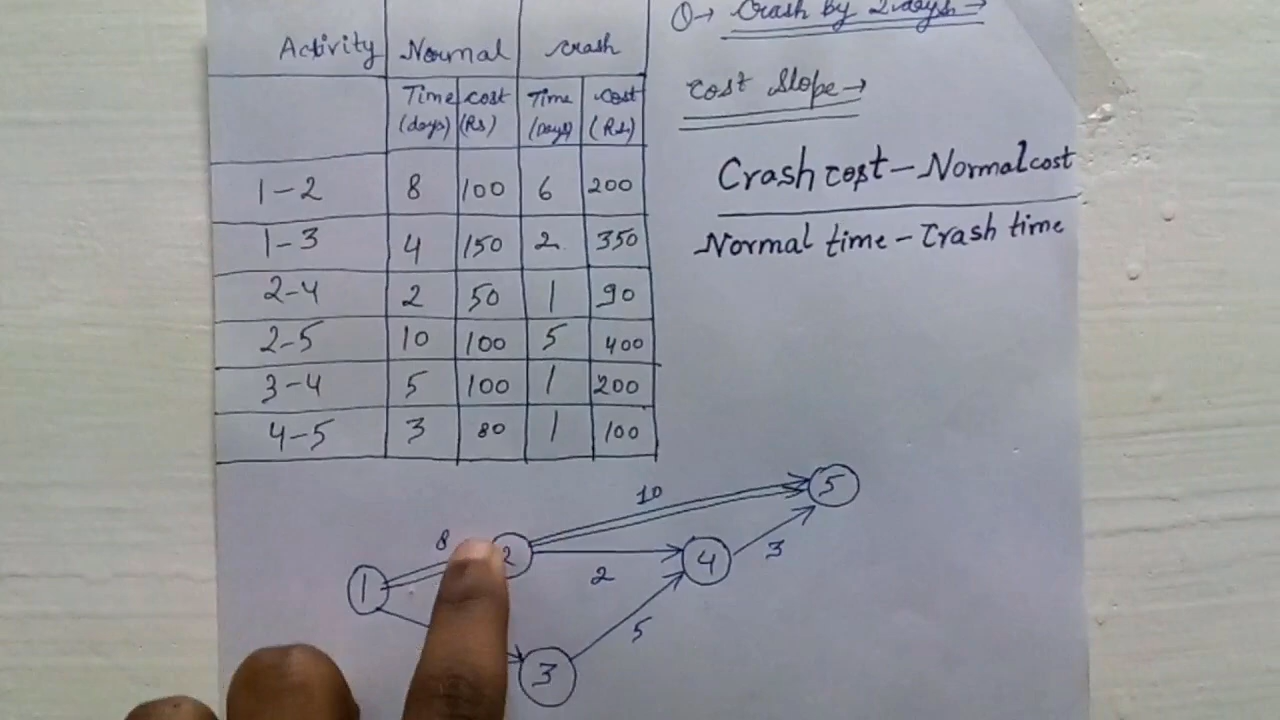 Q→ Crash by 2 days→
Activity Normal Crash
Time (days) Cost (Rs) Time (Days) Cost (Rs.)
1-2 8 100 6 200
1-3 4 150 2 350
2-4 2 50 1 90
2-5 10 100 5 400
3-4 5 100 1 200
4-5 3 80 1 100
Cost Slope→
Crash cost - Normal cost
Normal time - Crash time
10
5
8
2
4
3
1
2
5
3